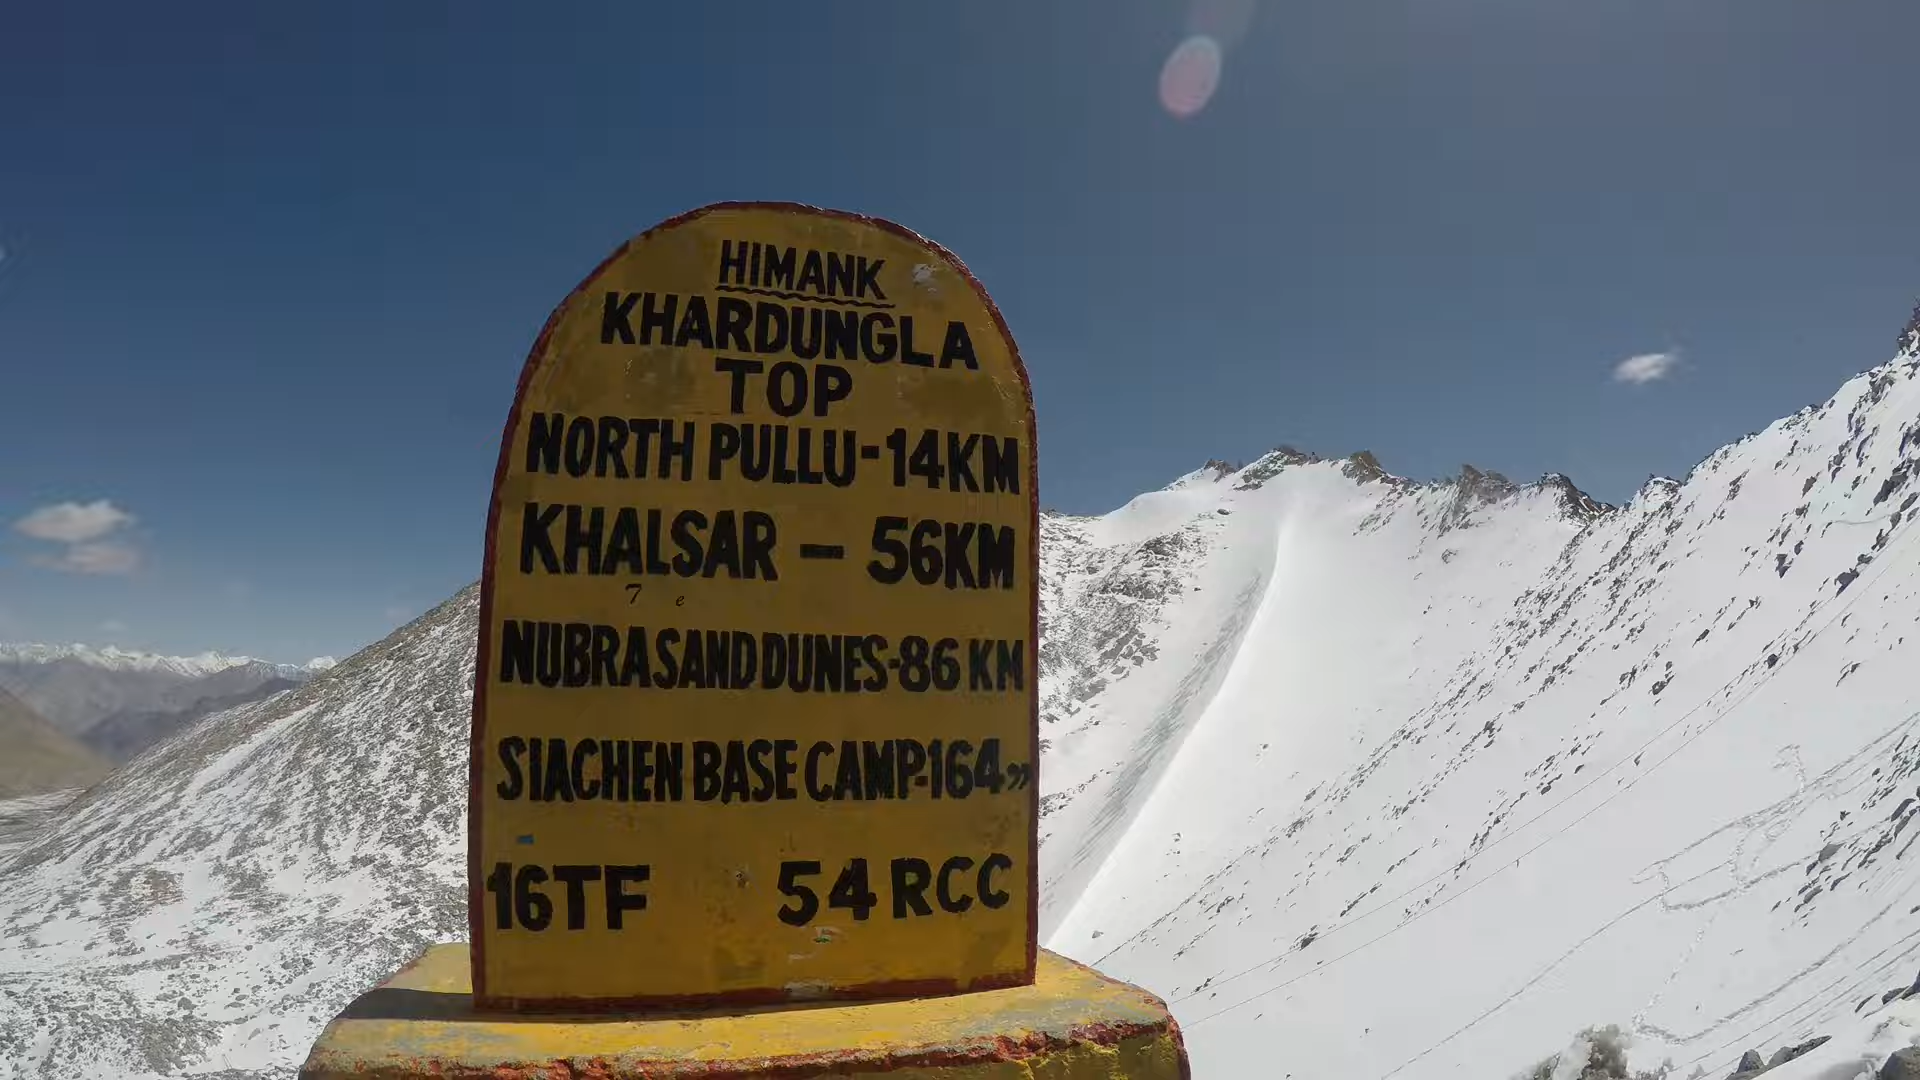 HIMANK
KHARDUNGLA
TOP
NORTH PULLU-14KM
KHALSAR - 56KM
7 e
NUBRA SAND DUNES-86 KM
SIACHEN BASE CAMP-164"
16TF 54 RCC